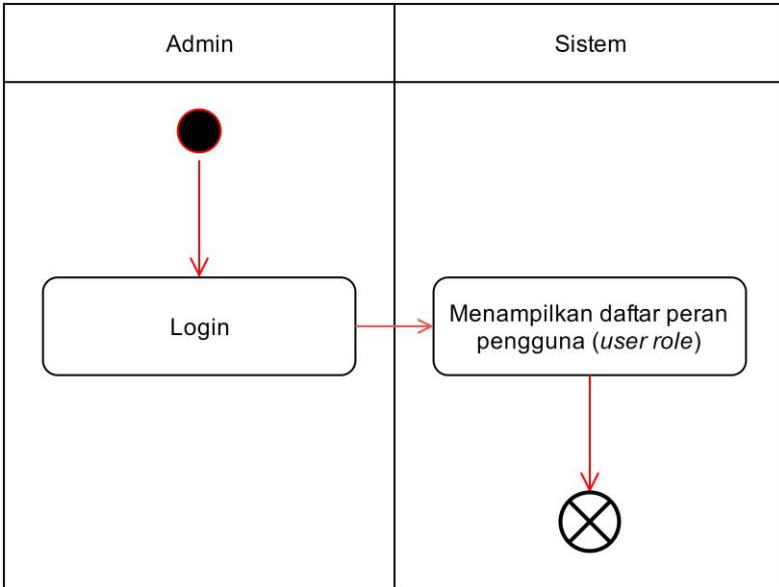 Admin
Sistem
Login
Menampilkan daftar peran
pengguna (user role)